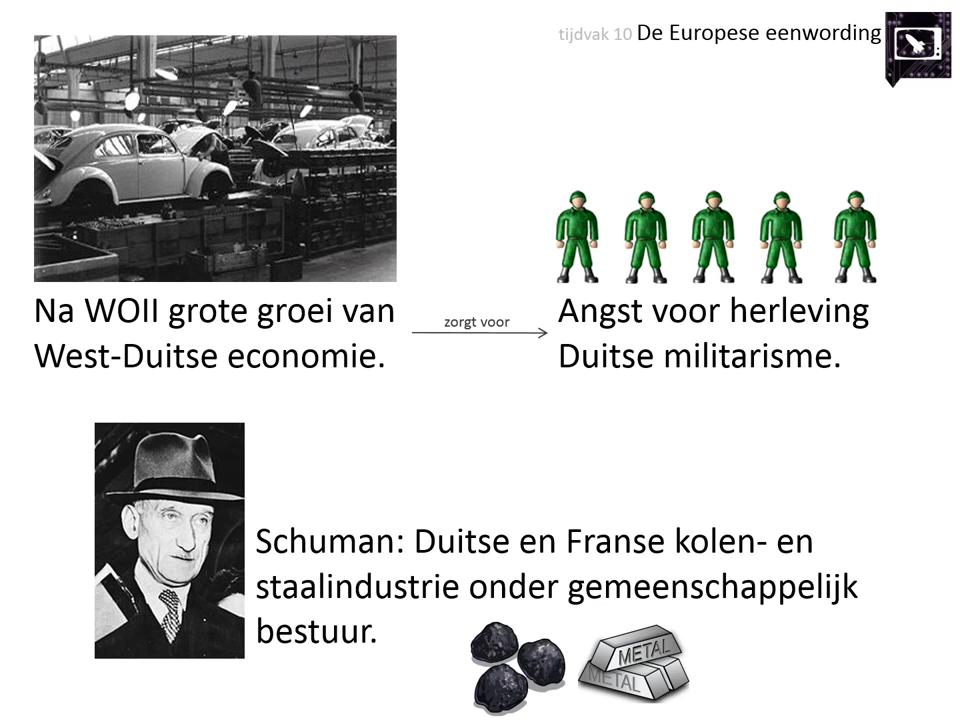 tijdvak 10 De Europese eenwording
Na WOII grote groei van
West-Duitse economie.
zorgt voor
Angst voor herleving
Duitse militarisme.
Schuman: Duitse en Franse kolen- en
staalindustrie onder gemeenschappelijk
bestuur.
METAL
METAL